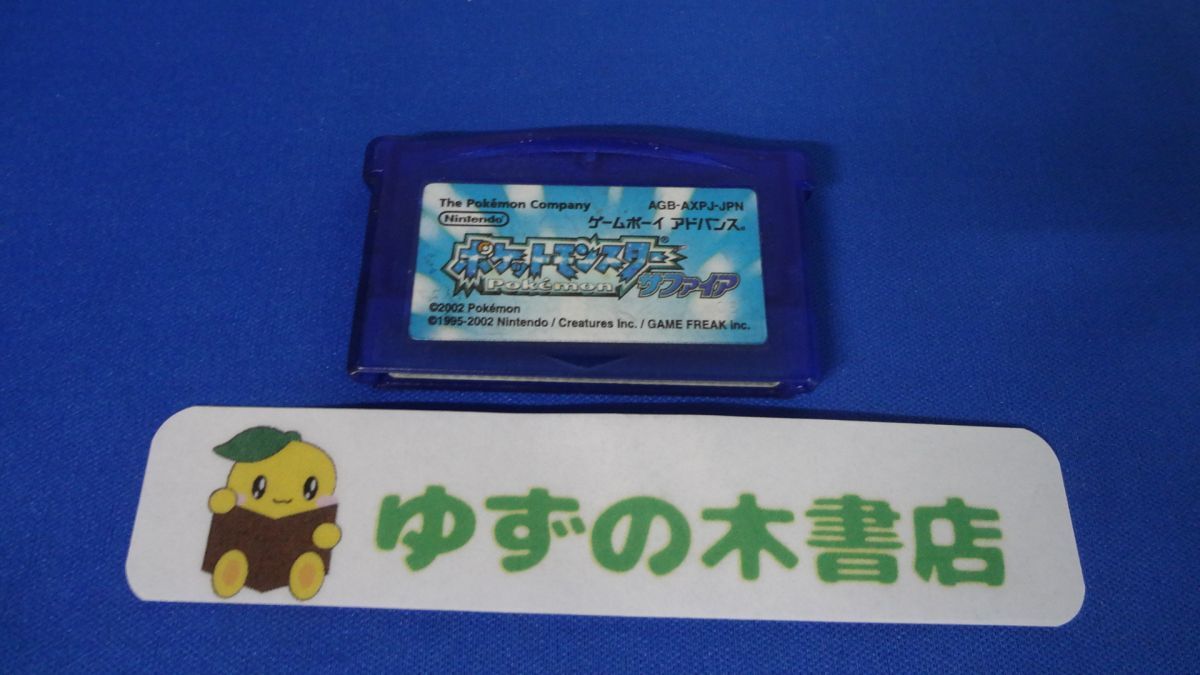 The Pokémon Company AGB-AXPJ-JPN
Nintendo ゲームボーイ アドバンス®
ポケットモンスター®
Pokémon サファイア
©2002 Pokémon
©1995-2002 Nintendo / Creatures Inc. / GAME FREAK inc.
ゆずの木書店